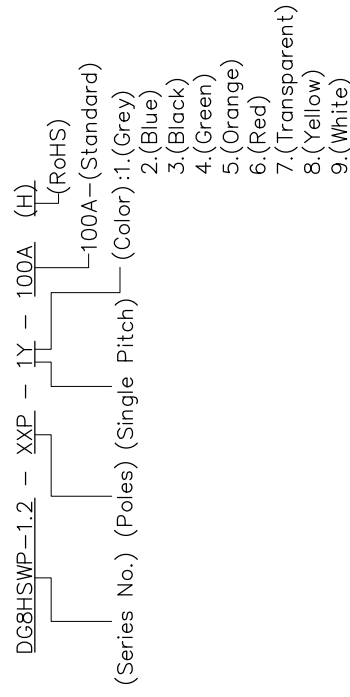 DG8HSWP-1.2 - XXP - 1Y - 100A (H)
(RoHS)
100A-(Standard)
(Series No.) (Poles) (Single Pitch) (Color):1.(Grey)
2.(Blue)
3.(Black)
4.(Green)
5.(Orange)
6.(Red)
7.(Transparent)
8.(Yellow)
9.(White)